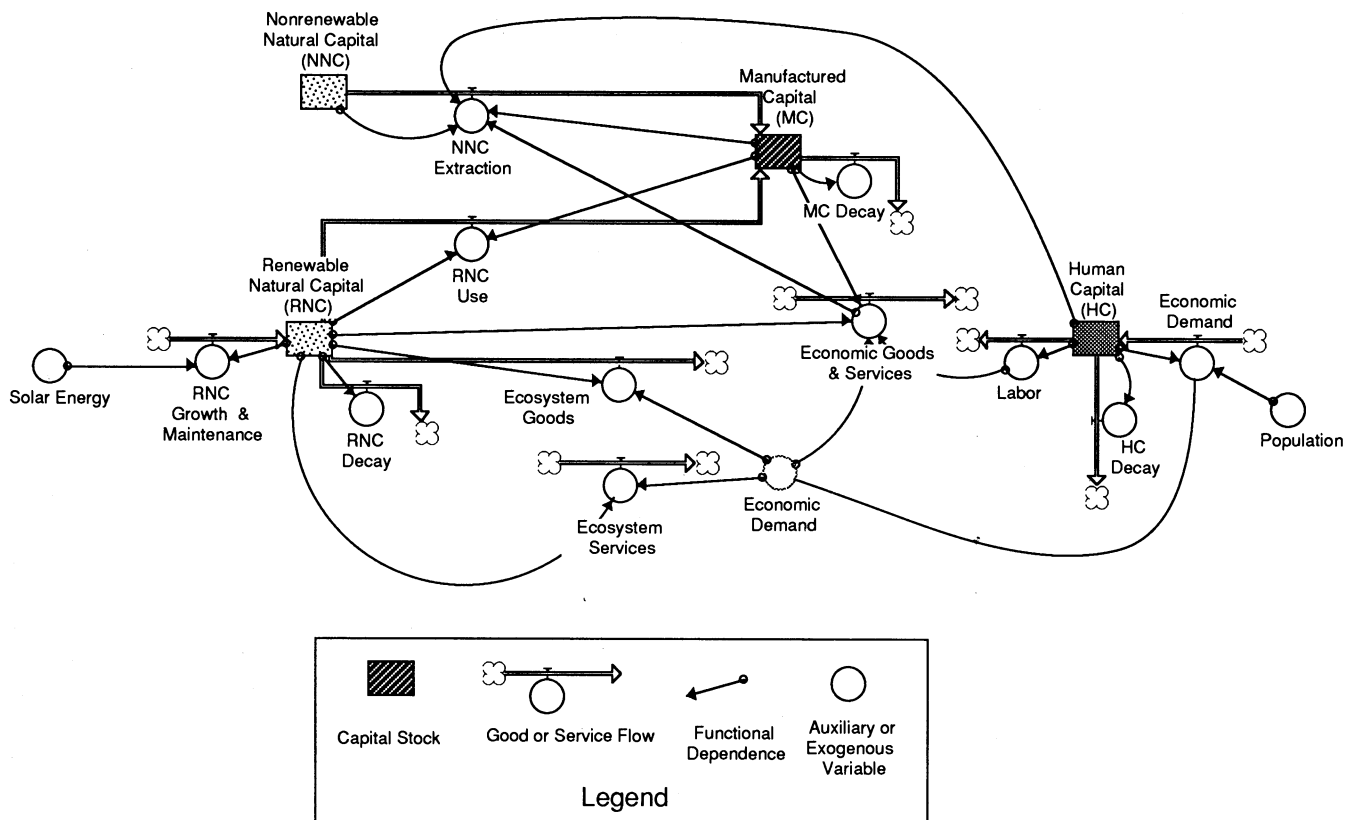 Nonrenewable
Natural Capital
(NNC)
Manufactured
Capital
(MC)
NNC
Extraction
MC Decay
Renewable
Natural Capital
(RNC)
RNC
Use
Human
Capital
(HC)
Economic
Demand
Solar Energy
RNC
Growth &
Maintenance
RNC
Decay
Ecosystem
Goods
Economic Goods
& Services
Labor
HC
Decay
Population
Ecosystem
Services
Economic
Demand
Capital Stock
Good or Service Flow
Functional
Dependence
Auxiliary or
Exogenous
Variable
Legend